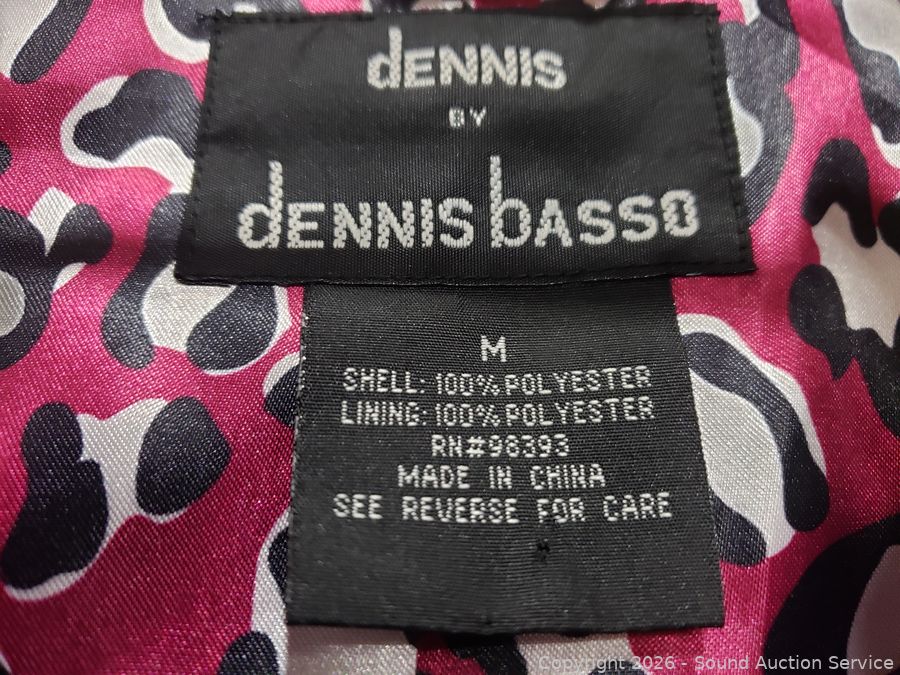 dENNIS
BY
dENNIS bASSO
M
SHELL: 100% POLYESTER
LINING: 100% POLYESTER
RN#98393
MADE IN CHINA
SEE REVERSE FOR CARE
Copyright 2026 - Sound Auction Service